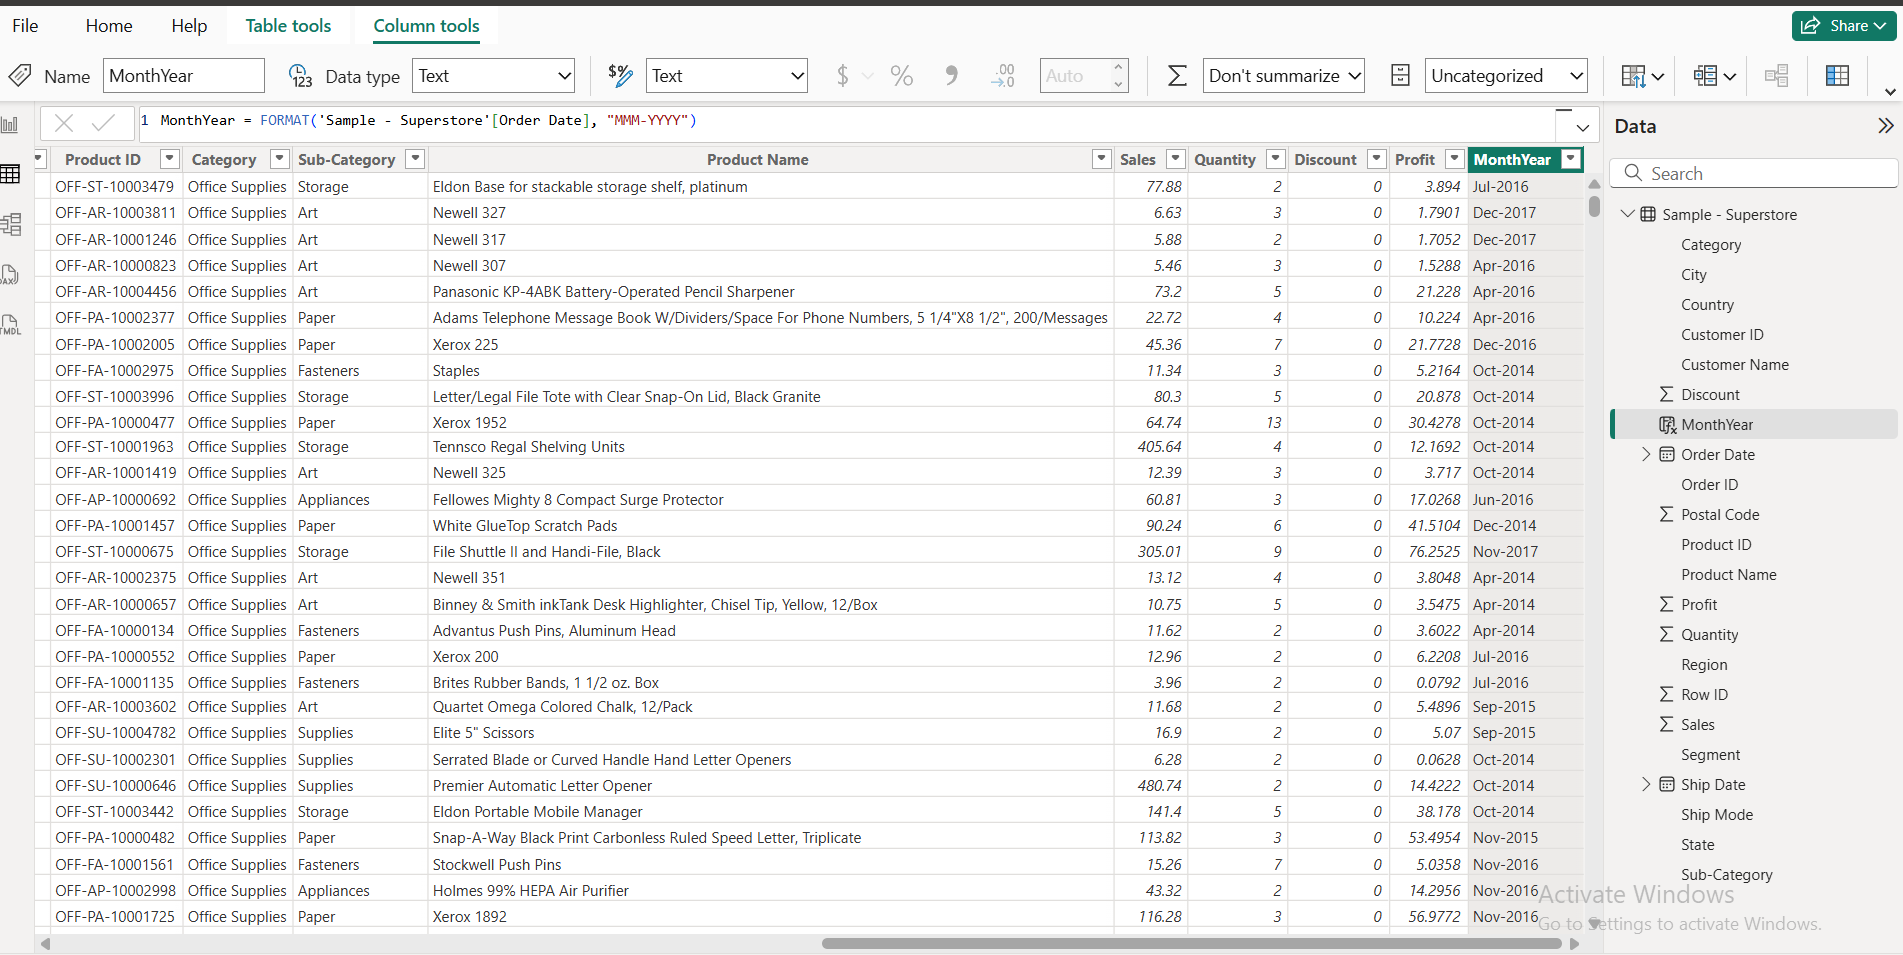 File Home Help Table tools Column tools Share
Name MonthYear Data type Text Text $ % Auto Don't summarize Uncategorized
1 MonthYear = FORMAT('Sample - Superstore'[Order Date], "MMM-YYYY")
Product ID Category Sub-Category Product Name Sales Quantity Discount Profit MonthYear
OFF-ST-10003479 Office Supplies Storage Eldon Base for stackable storage shelf, platinum 77.88 2 0 3.894 Jul-2016
OFF-AR-10003811 Office Supplies Art Newell 327 6.63 3 0 1.7901 Dec-2017
OFF-AR-10001246 Office Supplies Art Newell 317 5.88 2 0 1.7052 Dec-2017
OFF-AR-10000823 Office Supplies Art Newell 307 5.46 3 0 1.5288 Apr-2016
OFF-AR-10004456 Office Supplies Art Panasonic KP-4ABK Battery-Operated Pencil Sharpener 73.2 5 0 21.228 Apr-2016
OFF-PA-10002377 Office Supplies Paper Adams Telephone Message Book W/Dividers/Space For Phone Numbers, 5 1/4"X8 1/2", 200/Messages 22.72 4 0 10.224 Apr-2016
OFF-PA-10002005 Office Supplies Paper Xerox 225 45.36 7 0 21.7728 Dec-2016
OFF-FA-10002975 Office Supplies Fasteners Staples 11.34 3 0 5.2164 Oct-2014
OFF-ST-10003996 Office Supplies Storage Letter/Legal File Tote with Clear Snap-On Lid, Black Granite 80.3 5 0 20.878 Oct-2014
OFF-PA-10000477 Office Supplies Paper Xerox 1952 64.74 13 0 30.4278 Oct-2014
OFF-ST-10001963 Office Supplies Storage Tennsco Regal Shelving Units 405.64 4 0 12.1692 Oct-2014
OFF-AR-10001419 Office Supplies Art Newell 325 12.39 3 0 3.717 Oct-2014
OFF-AP-10000692 Office Supplies Appliances Fellowes Mighty 8 Compact Surge Protector 60.81 3 0 17.0268 Jun-2016
OFF-PA-10001457 Office Supplies Paper White GlueTop Scratch Pads 90.24 6 0 41.5104 Dec-2014
OFF-ST-10000675 Office Supplies Storage File Shuttle II and Handi-File, Black 305.01 9 0 76.2525 Nov-2017
OFF-AR-10002375 Office Supplies Art Newell 351 13.12 4 0 3.8048 Apr-2014
OFF-AR-10000657 Office Supplies Art Binney & Smith inkTank Desk Highlighter, Chisel Tip, Yellow, 12/Box 10.75 5 0 3.5475 Apr-2014
OFF-FA-10000134 Office Supplies Fasteners Advantus Push Pins, Aluminum Head 11.62 2 0 3.6022 Apr-2014
OFF-PA-10000552 Office Supplies Paper Xerox 200 12.96 2 0 6.2208 Jul-2016
OFF-FA-10001135 Office Supplies Fasteners Brites Rubber Bands, 1 1/2 oz. Box 3.96 2 0 0.0792 Jul-2016
OFF-AR-10003602 Office Supplies Art Quartet Omega Colored Chalk, 12/Pack 11.68 2 0 5.4896 Sep-2015
OFF-SU-10004782 Office Supplies Supplies Elite 5" Scissors 16.9 2 0 5.07 Sep-2015
OFF-SU-10002301 Office Supplies Supplies Serrated Blade or Curved Handle Hand Letter Openers 6.28 2 0 0.0628 Oct-2014
OFF-SU-10000646 Office Supplies Supplies Premier Automatic Letter Opener 480.74 2 0 14.4222 Oct-2014
OFF-ST-10003442 Office Supplies Storage Eldon Portable Mobile Manager 141.4 5 0 38.178 Oct-2014
OFF-PA-10000482 Office Supplies Paper Snap-A-Way Black Print Carbonless Ruled Speed Letter, Triplicate 113.82 3 0 53.4954 Nov-2015
OFF-FA-10001561 Office Supplies Fasteners Stockwell Push Pins 15.26 7 0 5.0358 Nov-2016
OFF-AP-10002998 Office Supplies Appliances Holmes 99% HEPA Air Purifier 43.32 2 0 14.2956 Nov-2016
OFF-PA-10001725 Office Supplies Paper Xerox 1892 116.28 3 0 56.9772 Nov-2016
Data
Search
Sample - Superstore
Category
City
Country
Customer ID
Customer Name
Discount
MonthYear
Order Date
Order ID
Postal Code
Product ID
Product Name
Profit
Quantity
Region
Row ID
Sales
Segment
Ship Date
Ship Mode
State
Sub-Category
Activate Windows
Go to Settings to activate Windows.